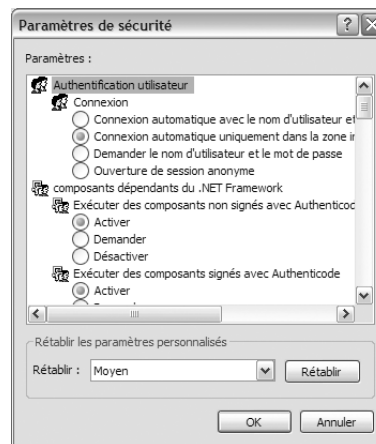 Paramètres de sécurité
Paramètres :
Authentification utilisateur
Connexion
Connexion automatique avec le nom d'utilisateur et
Connexion automatique uniquement dans la zone
Demander le nom d'utilisateur et le mot de passe
Ouverture de session anonyme
composants dépendants du .NET Framework
Exécuter des composants non signés avec
Activer
Demander
Désactiver
Exécuter des composants signés avec Authenticode
Activer
Rétablir les paramètres personnalisés
Rétablir :
Moyen
Rétablir
OK
Annuler